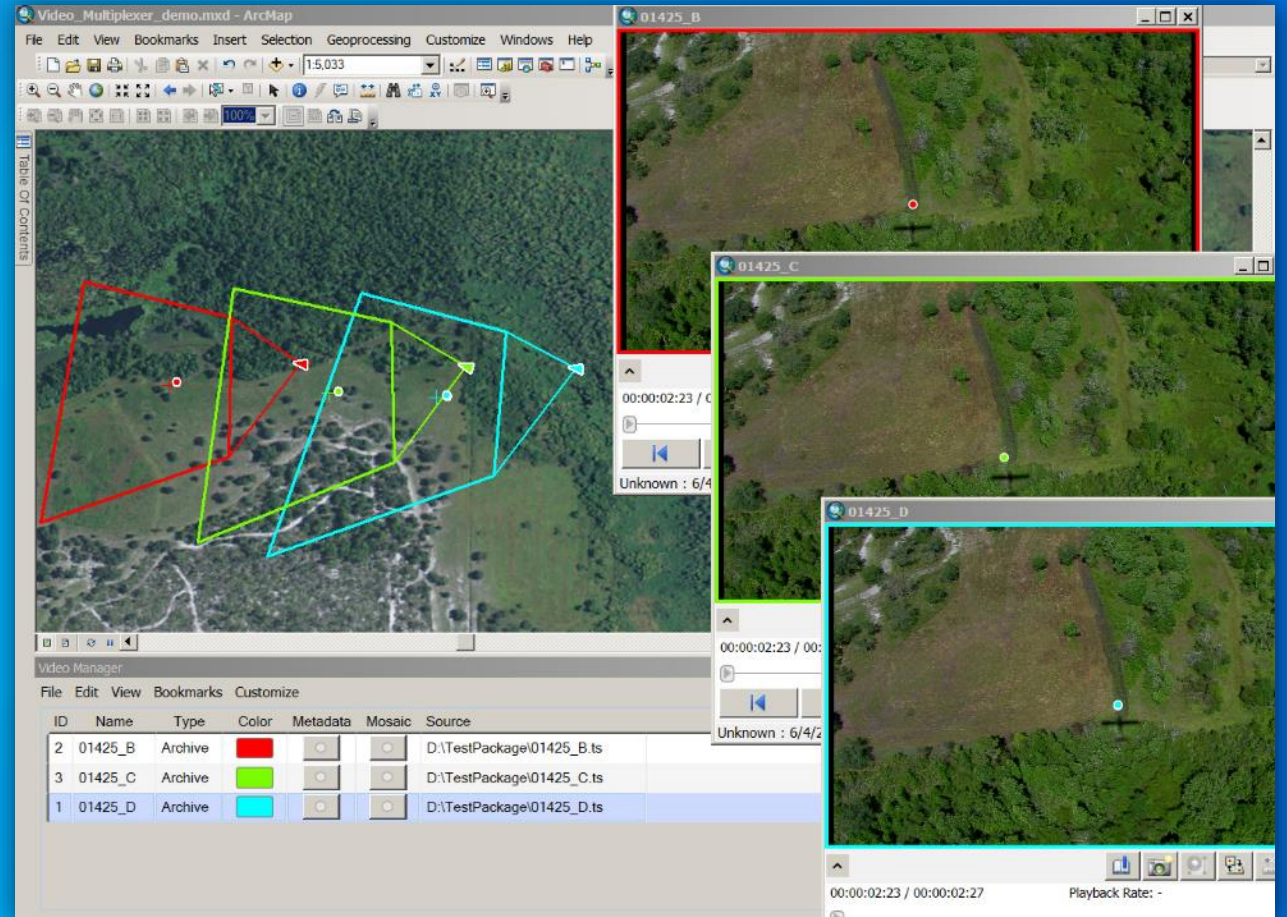 Video_Multiplexer_demo.mxd - ArcMap
File Edit View Bookmarks Insert Selection Geoprocessing Customize Windows Help
1:5,033
100%
Table Of Contents
01425_B
00:00:02:23 / 0
Unknown : 6/4
01425_C
00:00:02:23 / 00:
Unknown : 6/4/2
01425_D
00:00:02:23 / 00:00:02:27 Playback Rate: -
Video Manager
File Edit View Bookmarks Customize
ID Name Type Color Metadata Mosaic Source
2 01425_B Archive D:\TestPackage\01425_B.ts
3 01425_C Archive D:\TestPackage\01425_C.ts
1 01425_D Archive D:\TestPackage\01425_D.ts